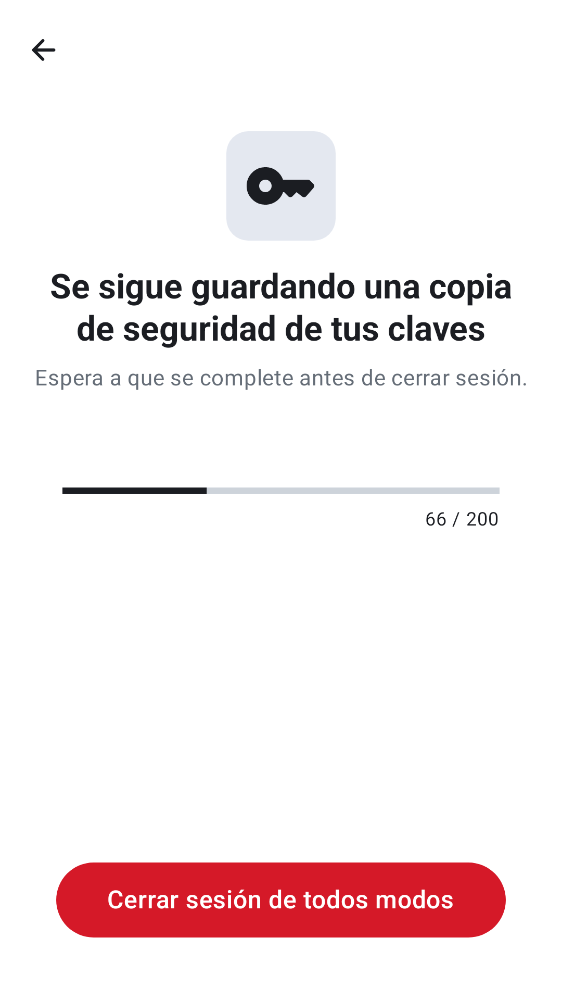 Se sigue guardando una copia
de seguridad de tus claves
Espera a que se complete antes de cerrar sesión.
66 / 200
Cerrar sesión de todos modos